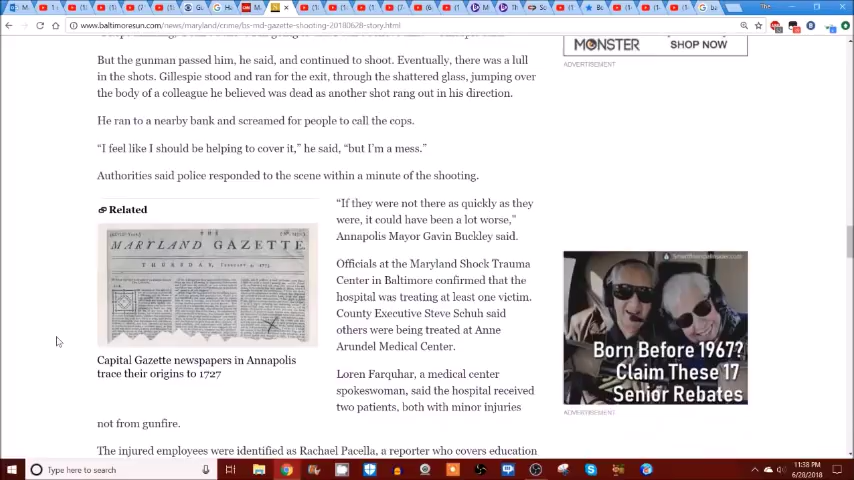 www.baltimoresun.com/news/maryland/crime/bs-md-gazette-shooting-20180628-story.html
But the gunman passed him, he said, and continued to shoot. Eventually, there was a lull
in the shots. Gillespie stood and ran for the exit, through the shattered glass, jumping over
the body of a colleague he believed was dead as another shot rang out in his direction.
He ran to a nearby bank and screamed for people to call the cops.
“I feel like I should be helping to cover it,” he said, “but I’m a mess.”
Authorities said police responded to the scene within a minute of the shooting.
Related
THE
MARYLAND GAZETTE.
THURSDAY,
Capital Gazette newspapers in Annapolis
trace their origins to 1727
“If they were not there as quickly as they
were, it could have been a lot worse,”
Annapolis Mayor Gavin Buckley said.
Officials at the Maryland Shock Trauma
Center in Baltimore confirmed that the
hospital was treating at least one victim.
County Executive Steve Schuh said
others were being treated at Anne
Arundel Medical Center.
Loren Farquhar, a medical center
spokeswoman, said the hospital received
two patients, both with minor injuries
not from gunfire.
The injured employees were identified as Rachael Pacella, a reporter who covers education
MONSTER
SHOP NOW
ADVERTISEMENT
Born Before 1967?
Claim These 17
Senior Rebates
ADVERTISEMENT
Type here to search
11:38 PM
6/28/2018